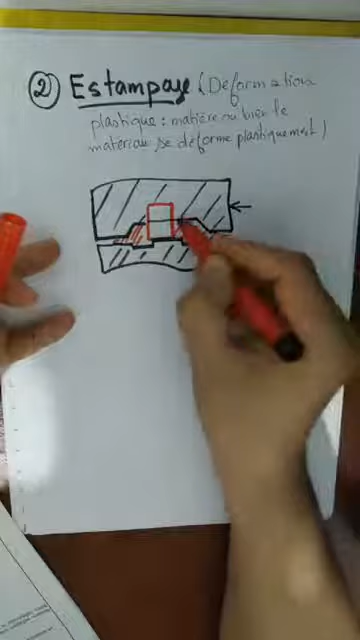 ② Estampage (Déformation
plastique : matière ou bien le
matériau se déforme plastiquement)